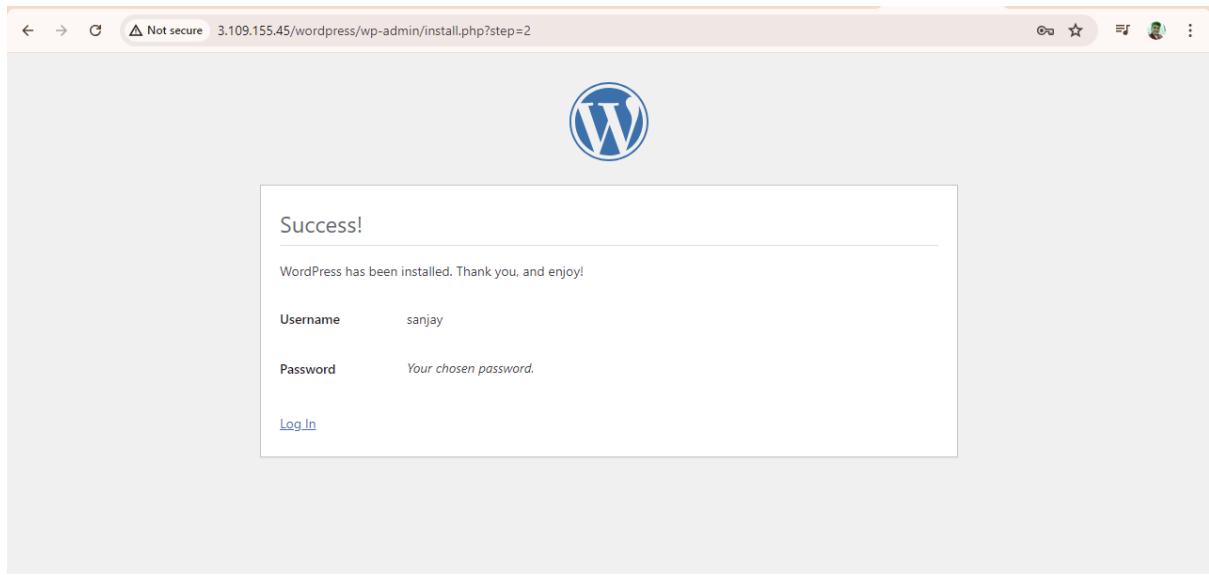 Not secure 3.109.155.45/wordpress/wp-admin/install.php?step=2
W
Success!
WordPress has been installed. Thank you, and enjoy!
Username sanjay
Password Your chosen password.
Log In